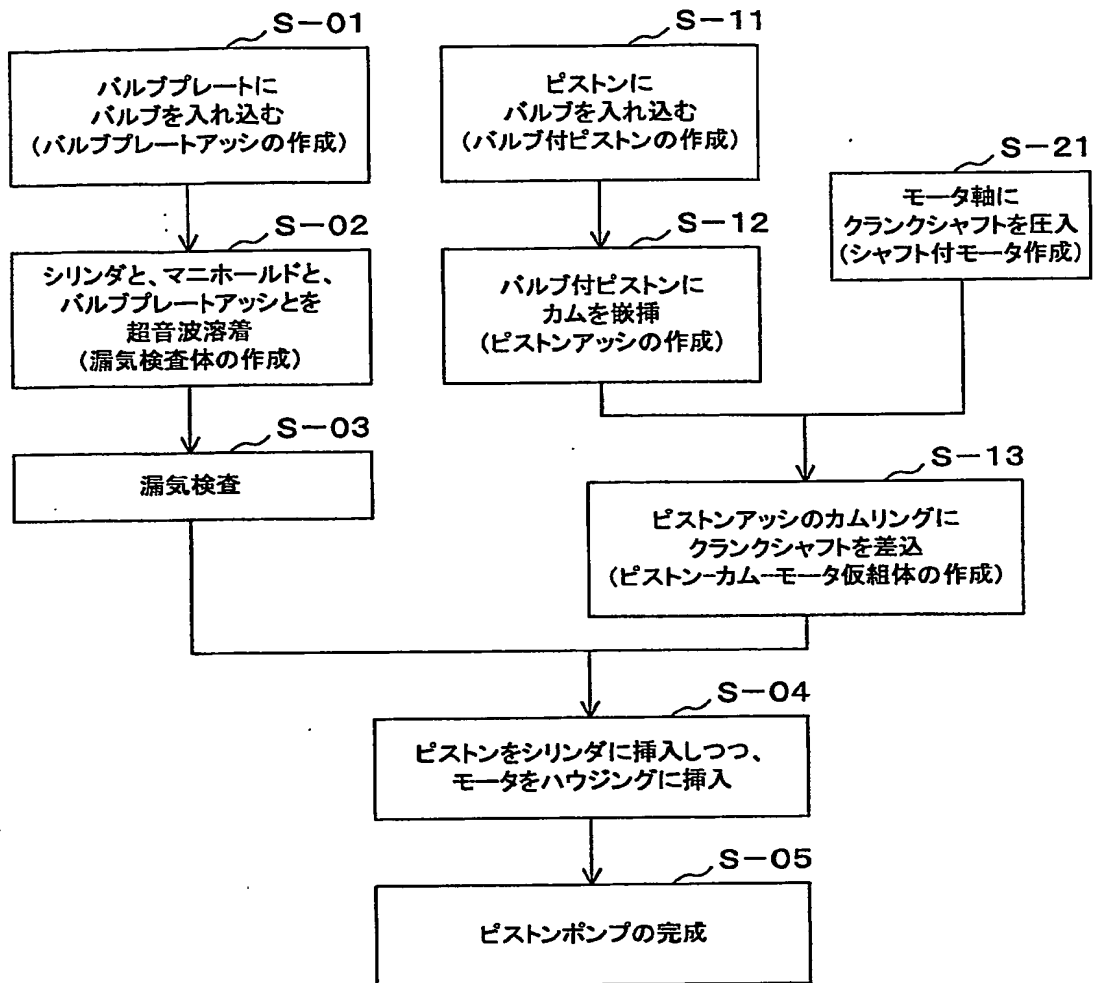 S-01
バルブプレートに
バルブを入れ込む
(バルブプレートアッシの作成)
S-02
シリンダと、マニホールドと、
バルブプレートアッシとを
超音波溶着
(漏気検査体の作成)
S-03
漏気検査
S-11
ピストンに
バルブを入れ込む
(バルブ付ピストンの作成)
S-12
バルブ付ピストンに
カムを嵌挿
(ピストンアッシの作成)
S-21
モータ軸に
クランクシャフトを圧入
(シャフト付モータ作成)
S-13
ピストンアッシのカムリングに
クランクシャフトを差込
(ピストン-カム-モータ仮組体の作成)
S-04
ピストンをシリンダに挿入しつつ、
モータをハウジングに挿入
S-05
ピストンポンプの完成